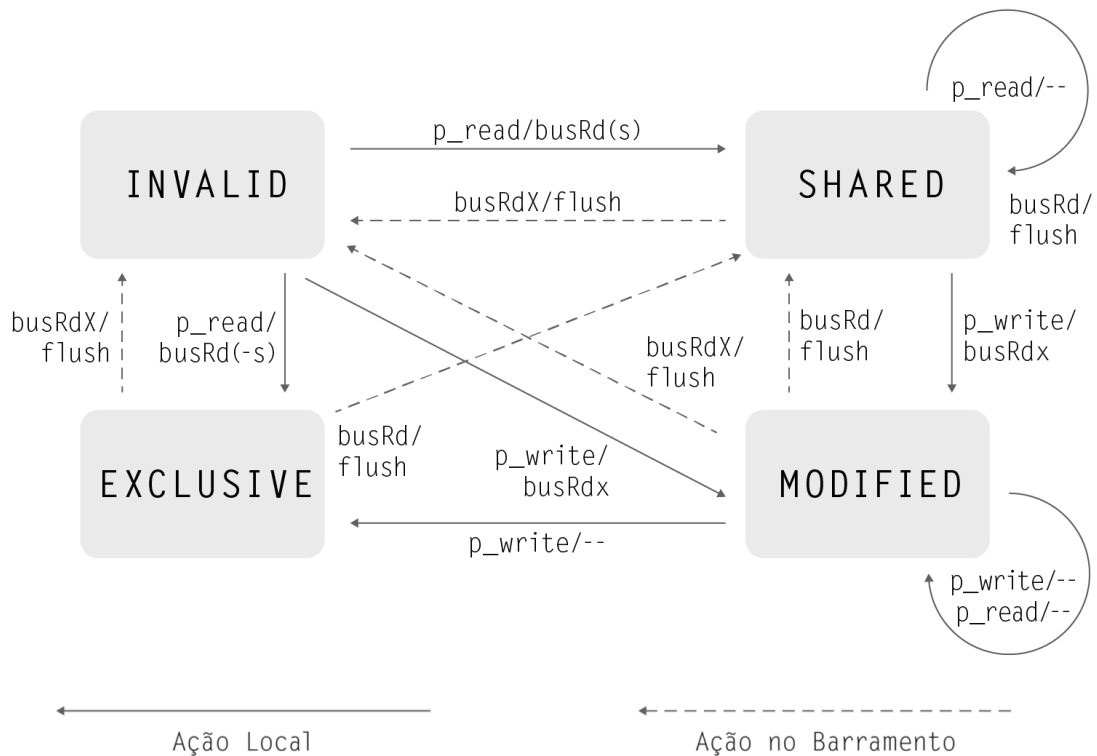 p_read/--
p_read/busRd(s)
INVALID
SHARED
busRdX/flush
busRd/
flush
busRdX/
flush
p_read/
busRd(-s)
busRdX/
flush
busRd/
flush
p_write/
busRdx
busRd/
flush
p_write/
busRdx
EXCLUSIVE
MODIFIED
p_write/--
p_write/--
p_read/--
Ação Local
Ação no Barramento